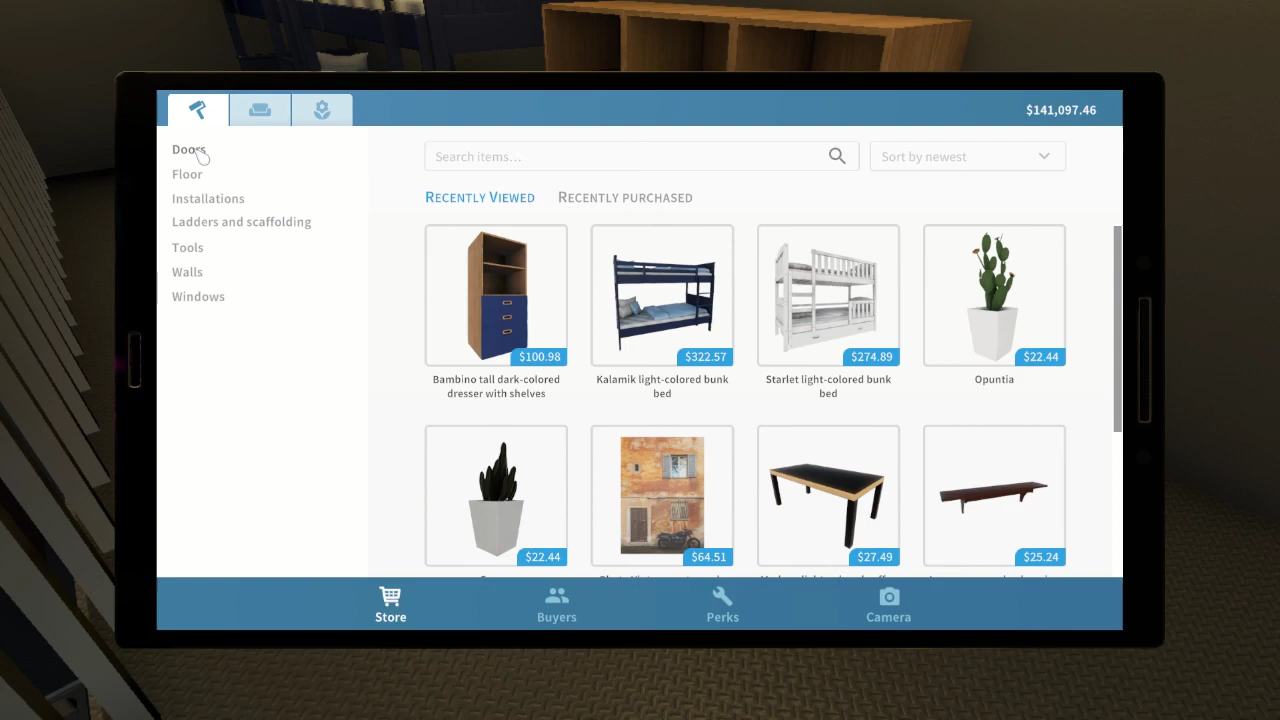 $141,097.46
Doors
Floor
Installations
Ladders and scaffolding
Tools
Walls
Windows
Search items...
Sort by newest
RECENTLY VIEWED
RECENTLY PURCHASED
$100.98
$322.57
$274.89
$22.44
Bambino tall dark-colored
dresser with shelves
Kalamik light-colored bunk
bed
Starlet light-colored bunk
bed
Opuntia
$22.44
$64.51
$27.49
$25.24
Store
Buyers
Perks
Camera